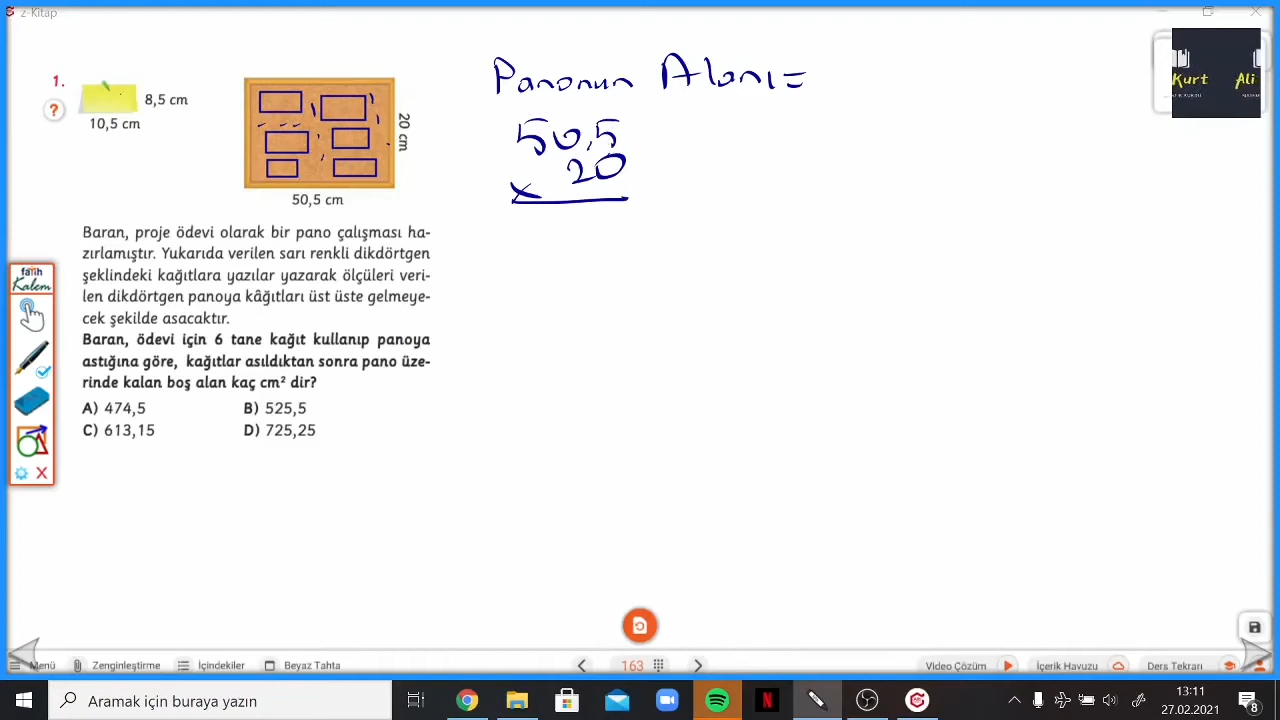 z-Kitap
Kurt Ali
Panonun Alanı=
50,5
20
x
1.
8,5 cm
10,5 cm
20 cm
50,5 cm
?
Baran, proje ödevi olarak bir pano çalışması ha-
zırlamıştır. Yukarıda verilen sarı renkli dikdörtgen
şeklindeki kağıtlara yazılar yazarak ölçüleri veri-
len dikdörtgen panoya kâğıtları üst üste gelmeye-
cek şekilde asacaktır.
Baran, ödevi için 6 tane kağıt kullanıp panoya
astığına göre, kağıtlar asıldıktan sonra pano üze-
rinde kalan boş alan kaç cm² dir?
A) 474,5 B) 525,5
C) 613,15 D) 725,25
fatih
Kalem
X
Menü Zenginleştirme İçindekiler Beyaz Tahta 163 Video Çözüm İçerik Havuzu Ders Tekrarı
Aramak için buraya yazın
13:11
27.02.2021
8